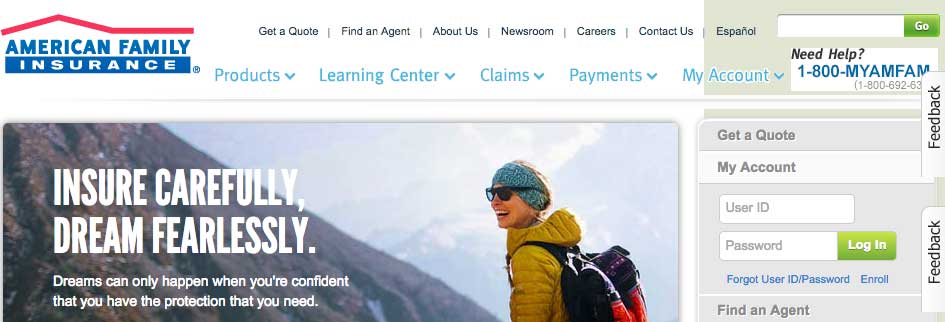 AMERICAN FAMILY
INSURANCE ®
Get a Quote | Find an Agent | About Us | Newsroom | Careers | Contact Us | Español
Go
Need Help?
1-800-MYAMFAM
(1-800-692-63
Products Learning Center Claims Payments My Account
Feedback
INSURE CAREFULLY,
DREAM FEARLESSLY.
Dreams can only happen when you're confident
that you have the protection that you need.
Get a Quote
My Account
User ID
Password Log In
Forgot User ID/Password Enroll
Find an Agent
Feedback